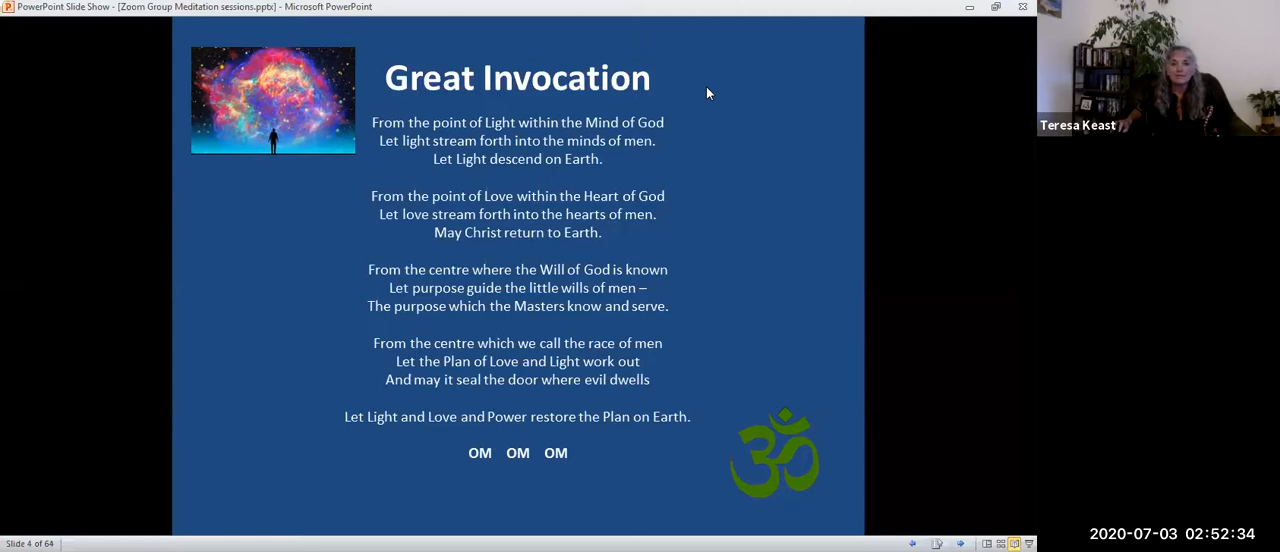 PowerPoint Slide Show - [Zoom Group Meditation sessions.pptx] - Microsoft PowerPoint
Great Invocation
From the point of Light within the Mind of God
Let light stream forth into the minds of men.
Let Light descend on Earth.
From the point of Love within the Heart of God
Let love stream forth into the hearts of men.
May Christ return to Earth.
From the centre where the Will of God is known
Let purpose guide the little wills of men –
The purpose which the Masters know and serve.
From the centre which we call the race of men
Let the Plan of Love and Light work out
And may it seal the door where evil dwells
Let Light and Love and Power restore the Plan on Earth.
OM OM OM
ॐ
Teresa Keast
Slide 4 of 64
2020-07-03 02:52:34